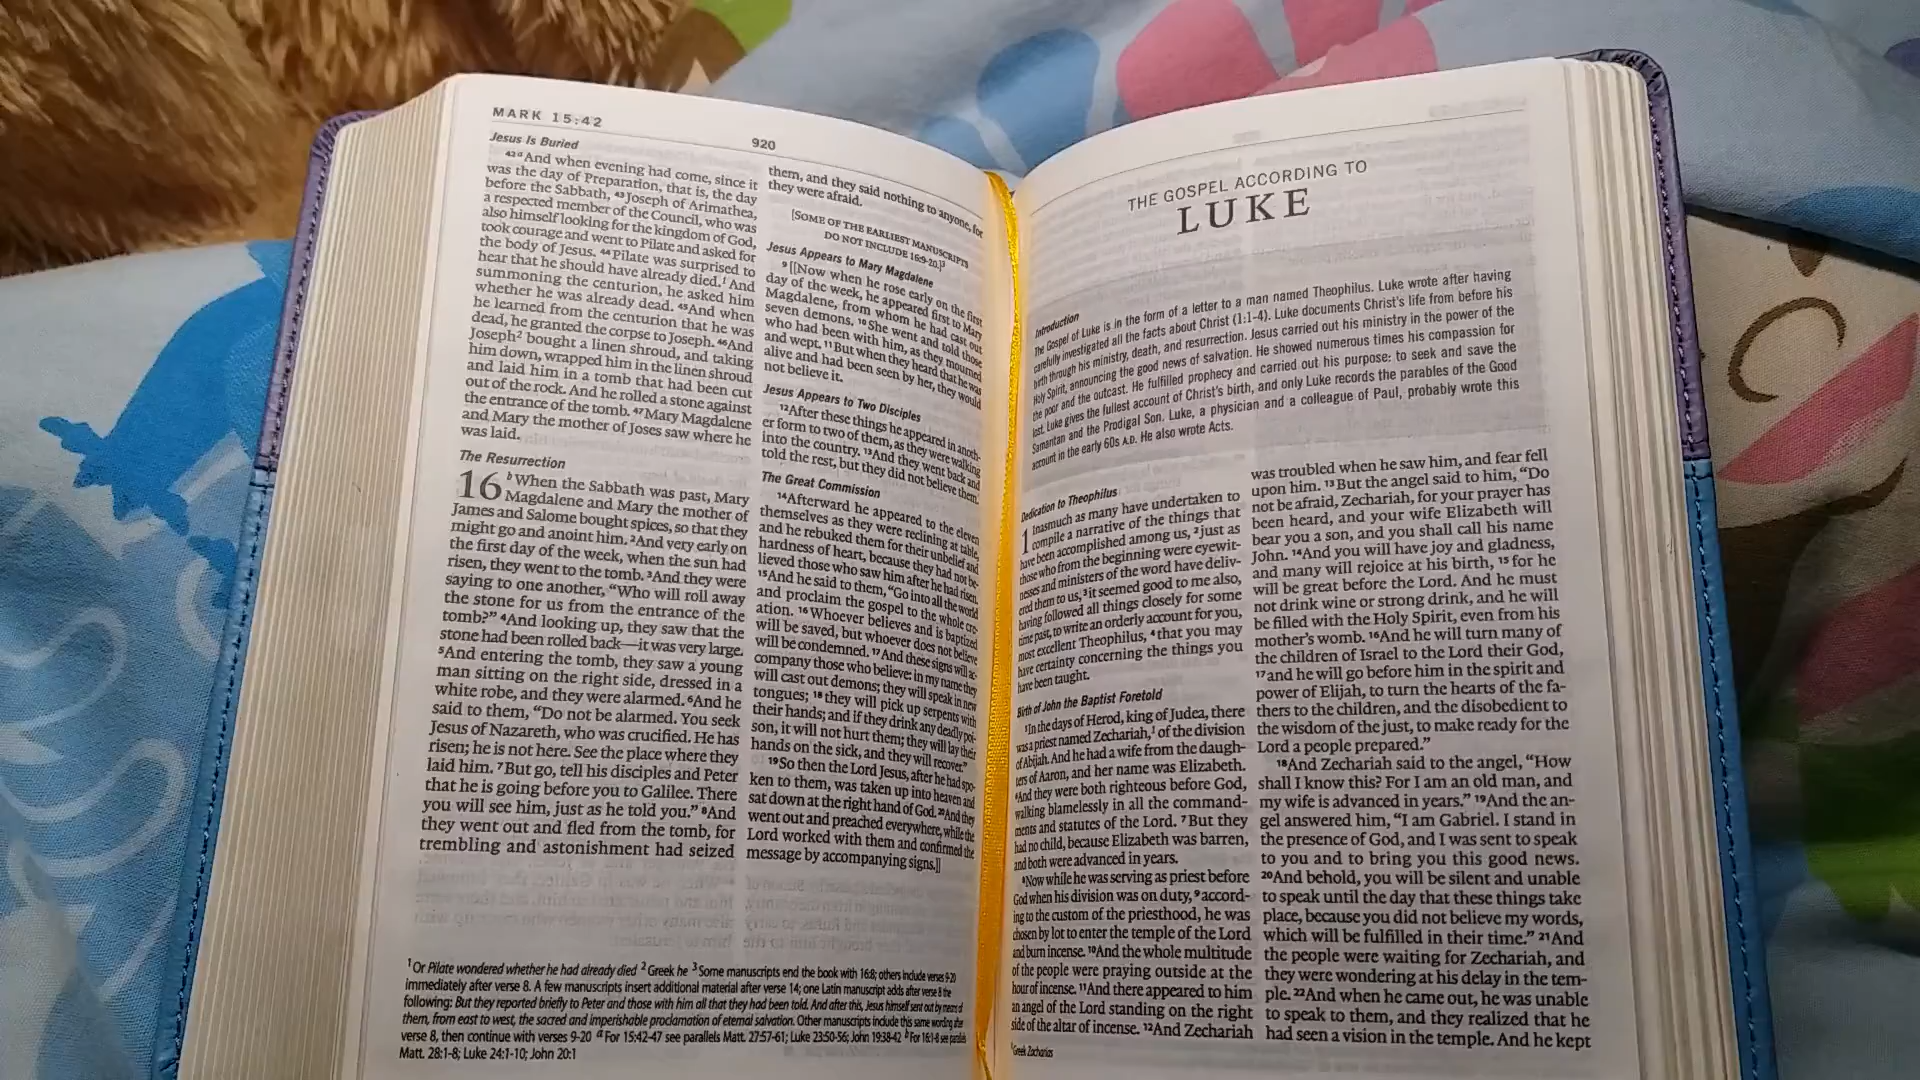 MARK 15:42
920
Jesus Is Buried
42 a And when evening had come, since it
was the day of Preparation, that is, the day
before the Sabbath, 43 Joseph of Arimathea,
a respected member of the Council, who was
also himself looking for the kingdom of God,
took courage and went to Pilate and asked for
the body of Jesus. 44 Pilate was surprised to
hear that he should have already died.1 And
summoning the centurion, he asked him
whether he was already dead. 45 And when
he learned from the centurion that he was
dead, he granted the corpse to Joseph. 46 And
Joseph2 bought a linen shroud, and taking
him down, wrapped him in the linen shroud
and laid him in a tomb that had been cut
out of the rock. And he rolled a stone against
the entrance of the tomb. 47 Mary Magdalene
and Mary the mother of Joses saw where he
was laid.
The Resurrection
16 b When the Sabbath was past, Mary
Magdalene and Mary the mother of
James and Salome bought spices, so that they
might go and anoint him. 2 And very early on
the first day of the week, when the sun had
risen, they went to the tomb. 3 And they were
saying to one another, “Who will roll away
the stone for us from the entrance of the
tomb?” 4 And looking up, they saw that the
stone had been rolled back—it was very large.
5 And entering the tomb, they saw a young
man sitting on the right side, dressed in a
white robe, and they were alarmed. 6 And he
said to them, “Do not be alarmed. You seek
Jesus of Nazareth, who was crucified. He has
risen; he is not here. See the place where they
laid him. 7 But go, tell his disciples and Peter
that he is going before you to Galilee. There
you will see him, just as he told you.” 8 And
they went out and fled from the tomb, for
trembling and astonishment had seized
them, and they said nothing to anyone, for
they were afraid.
[SOME OF THE EARLIEST MANUSCRIPTS
DO NOT INCLUDE 16:9-20.]3
Jesus Appears to Mary Magdalene
9 [[Now when he rose early on the first
day of the week, he appeared first to Mary
Magdalene, from whom he had cast out
seven demons. 10 She went and told those
who had been with him, as they mourned
and wept. 11 But when they heard that he was
alive and had been seen by her, they would
not believe it.
Jesus Appears to Two Disciples
12 After these things he appeared in anoth-
er form to two of them, as they were walking
into the country. 13 And they went back and
told the rest, but they did not believe them.
The Great Commission
14 Afterward he appeared to the eleven
themselves as they were reclining at table,
and he rebuked them for their unbelief and
hardness of heart, because they had not be-
lieved those who saw him after he had risen.
15 And he said to them, “Go into all the world
and proclaim the gospel to the whole cre-
ation. 16 Whoever believes and is baptized
will be saved, but whoever does not believe
will be condemned. 17 And these signs will ac-
company those who believe: in my name they
will cast out demons; they will speak in new
tongues; 18 they will pick up serpents with
their hands; and if they drink any deadly poi-
son, it will not hurt them; they will lay their
hands on the sick, and they will recover.”
19 So then the Lord Jesus, after he had spo-
ken to them, was taken up into heaven and
sat down at the right hand of God. 20 And they
went out and preached everywhere, while the
Lord worked with them and confirmed the
message by accompanying signs.]]
1 Or Pilate wondered whether he had already died 2 Greek he 3 Some manuscripts end the book with 16:8; others include verses 9-20
immediately after verse 8. A few manuscripts insert additional material after verse 14; one Latin manuscript adds after verse 8 the
following: But they reported briefly to Peter and those with him all that they had been told. And after this, Jesus himself sent out by means of
them, from east to west, the sacred and imperishable proclamation of eternal salvation. Other manuscripts include this same wording after
verse 8, then continue with verses 9-20 a For 15:42-47 see parallels Matt. 27:57-61; Luke 23:50-56; John 19:38-42 b For 16:1-8 see parallels
Matt. 28:1-8; Luke 24:1-10; John 20:1
THE GOSPEL ACCORDING TO
LUKE
Introduction
The Gospel of Luke is in the form of a letter to a man named Theophilus. Luke wrote after having
carefully investigated all the facts about Christ (1:1-4). Luke documents Christ's life from before his
birth through his ministry, death, and resurrection. Jesus carried out his ministry in the power of the
Holy Spirit, announcing the good news of salvation. He showed numerous times his compassion for
the poor and the outcast. He fulfilled prophecy and carried out his purpose: to seek and save the
lost. Luke gives the fullest account of Christ's birth, and only Luke records the parables of the Good
Samaritan and the Prodigal Son. Luke, a physician and a colleague of Paul, probably wrote this
account in the early 60s A.D. He also wrote Acts.
Dedication to Theophilus
1 Inasmuch as many have undertaken to
compile a narrative of the things that
have been accomplished among us, 2 just as
those who from the beginning were eyewit-
nesses and ministers of the word have deliv-
ered them to us, 3 it seemed good to me also,
having followed all things closely for some
time past, to write an orderly account for you,
most excellent Theophilus, 4 that you may
have certainty concerning the things you
have been taught.
Birth of John the Baptist Foretold
5 In the days of Herod, king of Judea, there
was a priest named Zechariah,1 of the division
of Abijah. And he had a wife from the daugh-
ters of Aaron, and her name was Elizabeth.
6 And they were both righteous before God,
walking blamelessly in all the command-
ments and statutes of the Lord. 7 But they
had no child, because Elizabeth was barren,
and both were advanced in years.
8 Now while he was serving as priest before
God when his division was on duty, 9 accord-
ing to the custom of the priesthood, he was
chosen by lot to enter the temple of the Lord
and burn incense. 10 And the whole multitude
of the people were praying outside at the
hour of incense. 11 And there appeared to him
an angel of the Lord standing on the right
side of the altar of incense. 12 And Zechariah
was troubled when he saw him, and fear fell
upon him. 13 But the angel said to him, “Do
not be afraid, Zechariah, for your prayer has
been heard, and your wife Elizabeth will
bear you a son, and you shall call his name
John. 14 And you will have joy and gladness,
and many will rejoice at his birth, 15 for he
will be great before the Lord. And he must
not drink wine or strong drink, and he will
be filled with the Holy Spirit, even from his
mother's womb. 16 And he will turn many of
the children of Israel to the Lord their God,
17 and he will go before him in the spirit and
power of Elijah, to turn the hearts of the fa-
thers to the children, and the disobedient to
the wisdom of the just, to make ready for the
Lord a people prepared.”
18 And Zechariah said to the angel, “How
shall I know this? For I am an old man, and
my wife is advanced in years.” 19 And the an-
gel answered him, “I am Gabriel. I stand in
the presence of God, and I was sent to speak
to you and to bring you this good news.
20 And behold, you will be silent and unable
to speak until the day that these things take
place, because you did not believe my words,
which will be fulfilled in their time.” 21 And
the people were waiting for Zechariah, and
they were wondering at his delay in the tem-
ple. 22 And when he came out, he was unable
to speak to them, and they realized that he
had seen a vision in the temple. And he kept
1 Greek Zacharias